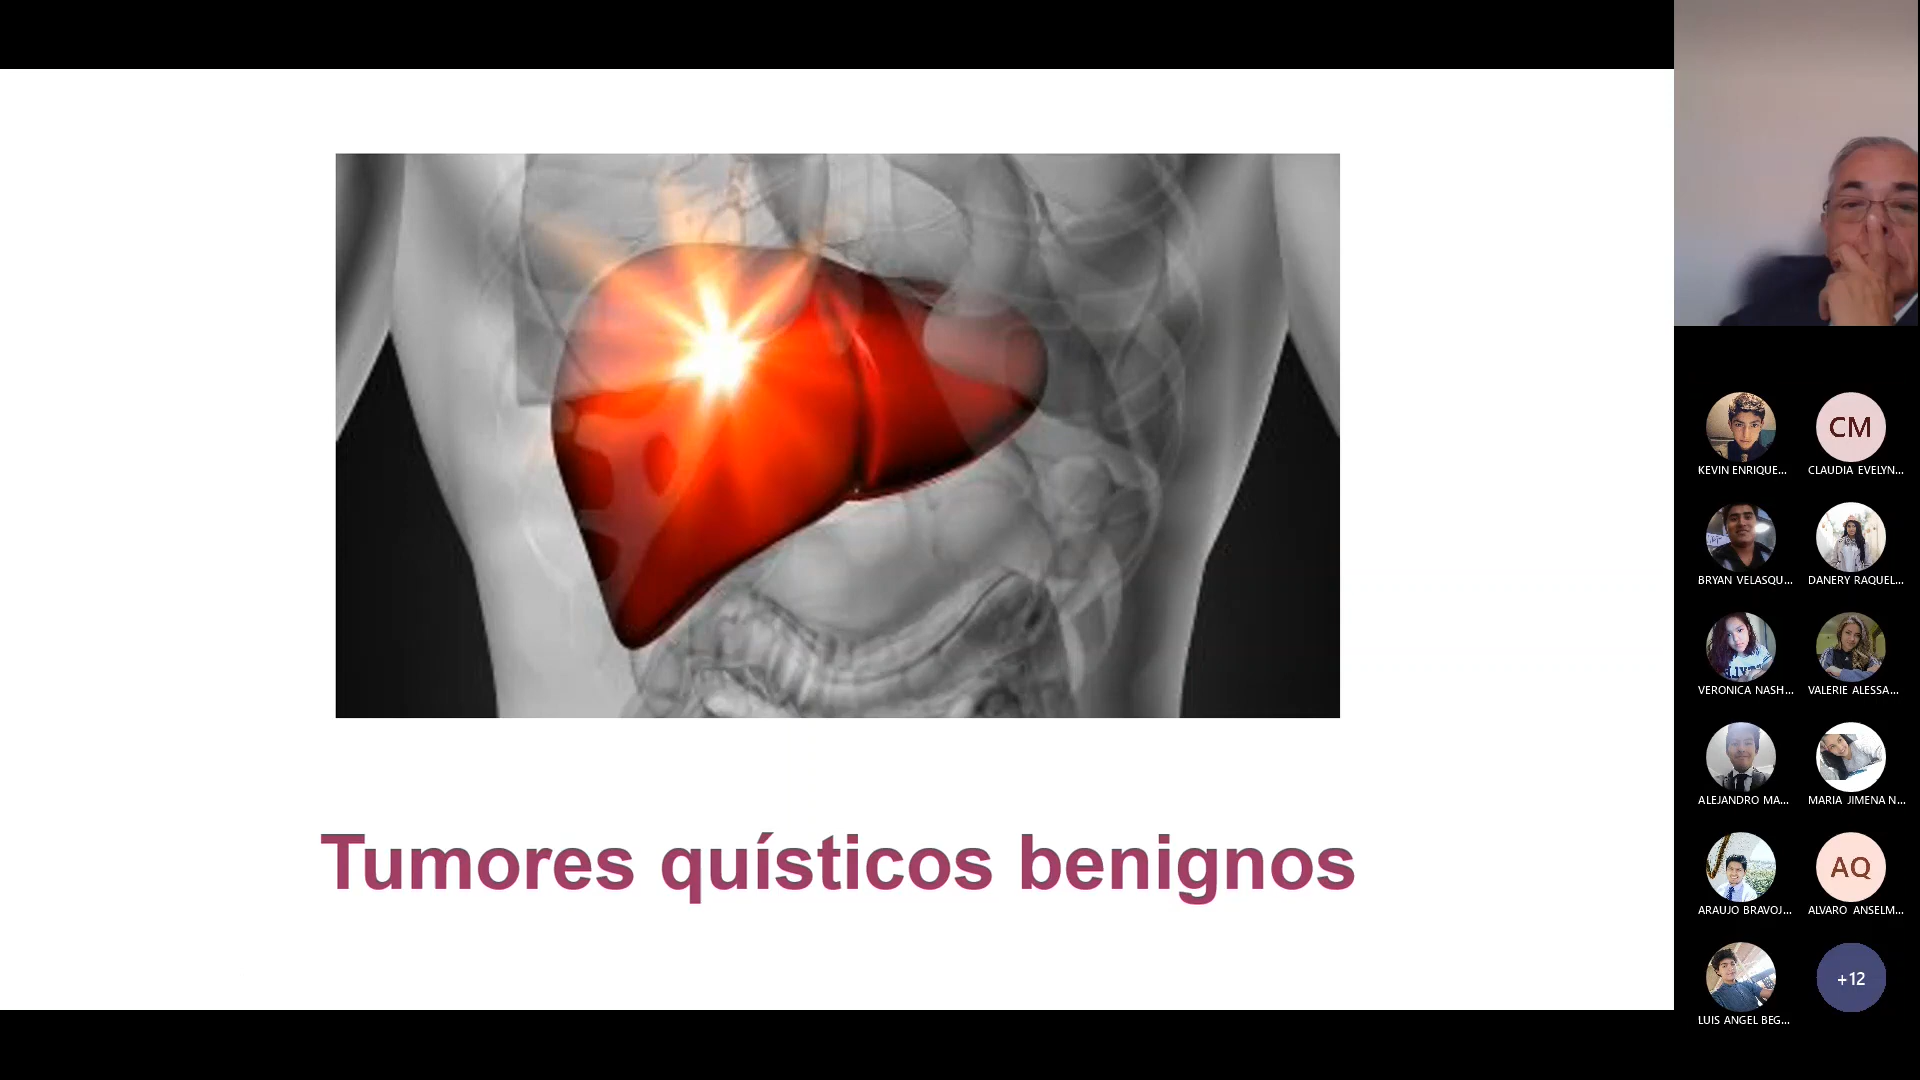 Tumores quísticos benignos
KEVIN ENRIQUE...
CM
CLAUDIA EVELYN...
BRYAN VELASQU...
DANERY RAQUEL...
VERONICA NASH...
VALERIE ALESSA...
ALEJANDRO MA...
MARIA JIMENA N...
ARAUJO BRAVO J...
AQ
ALVARO ANSELM...
LUIS ANGEL BEG...
+12